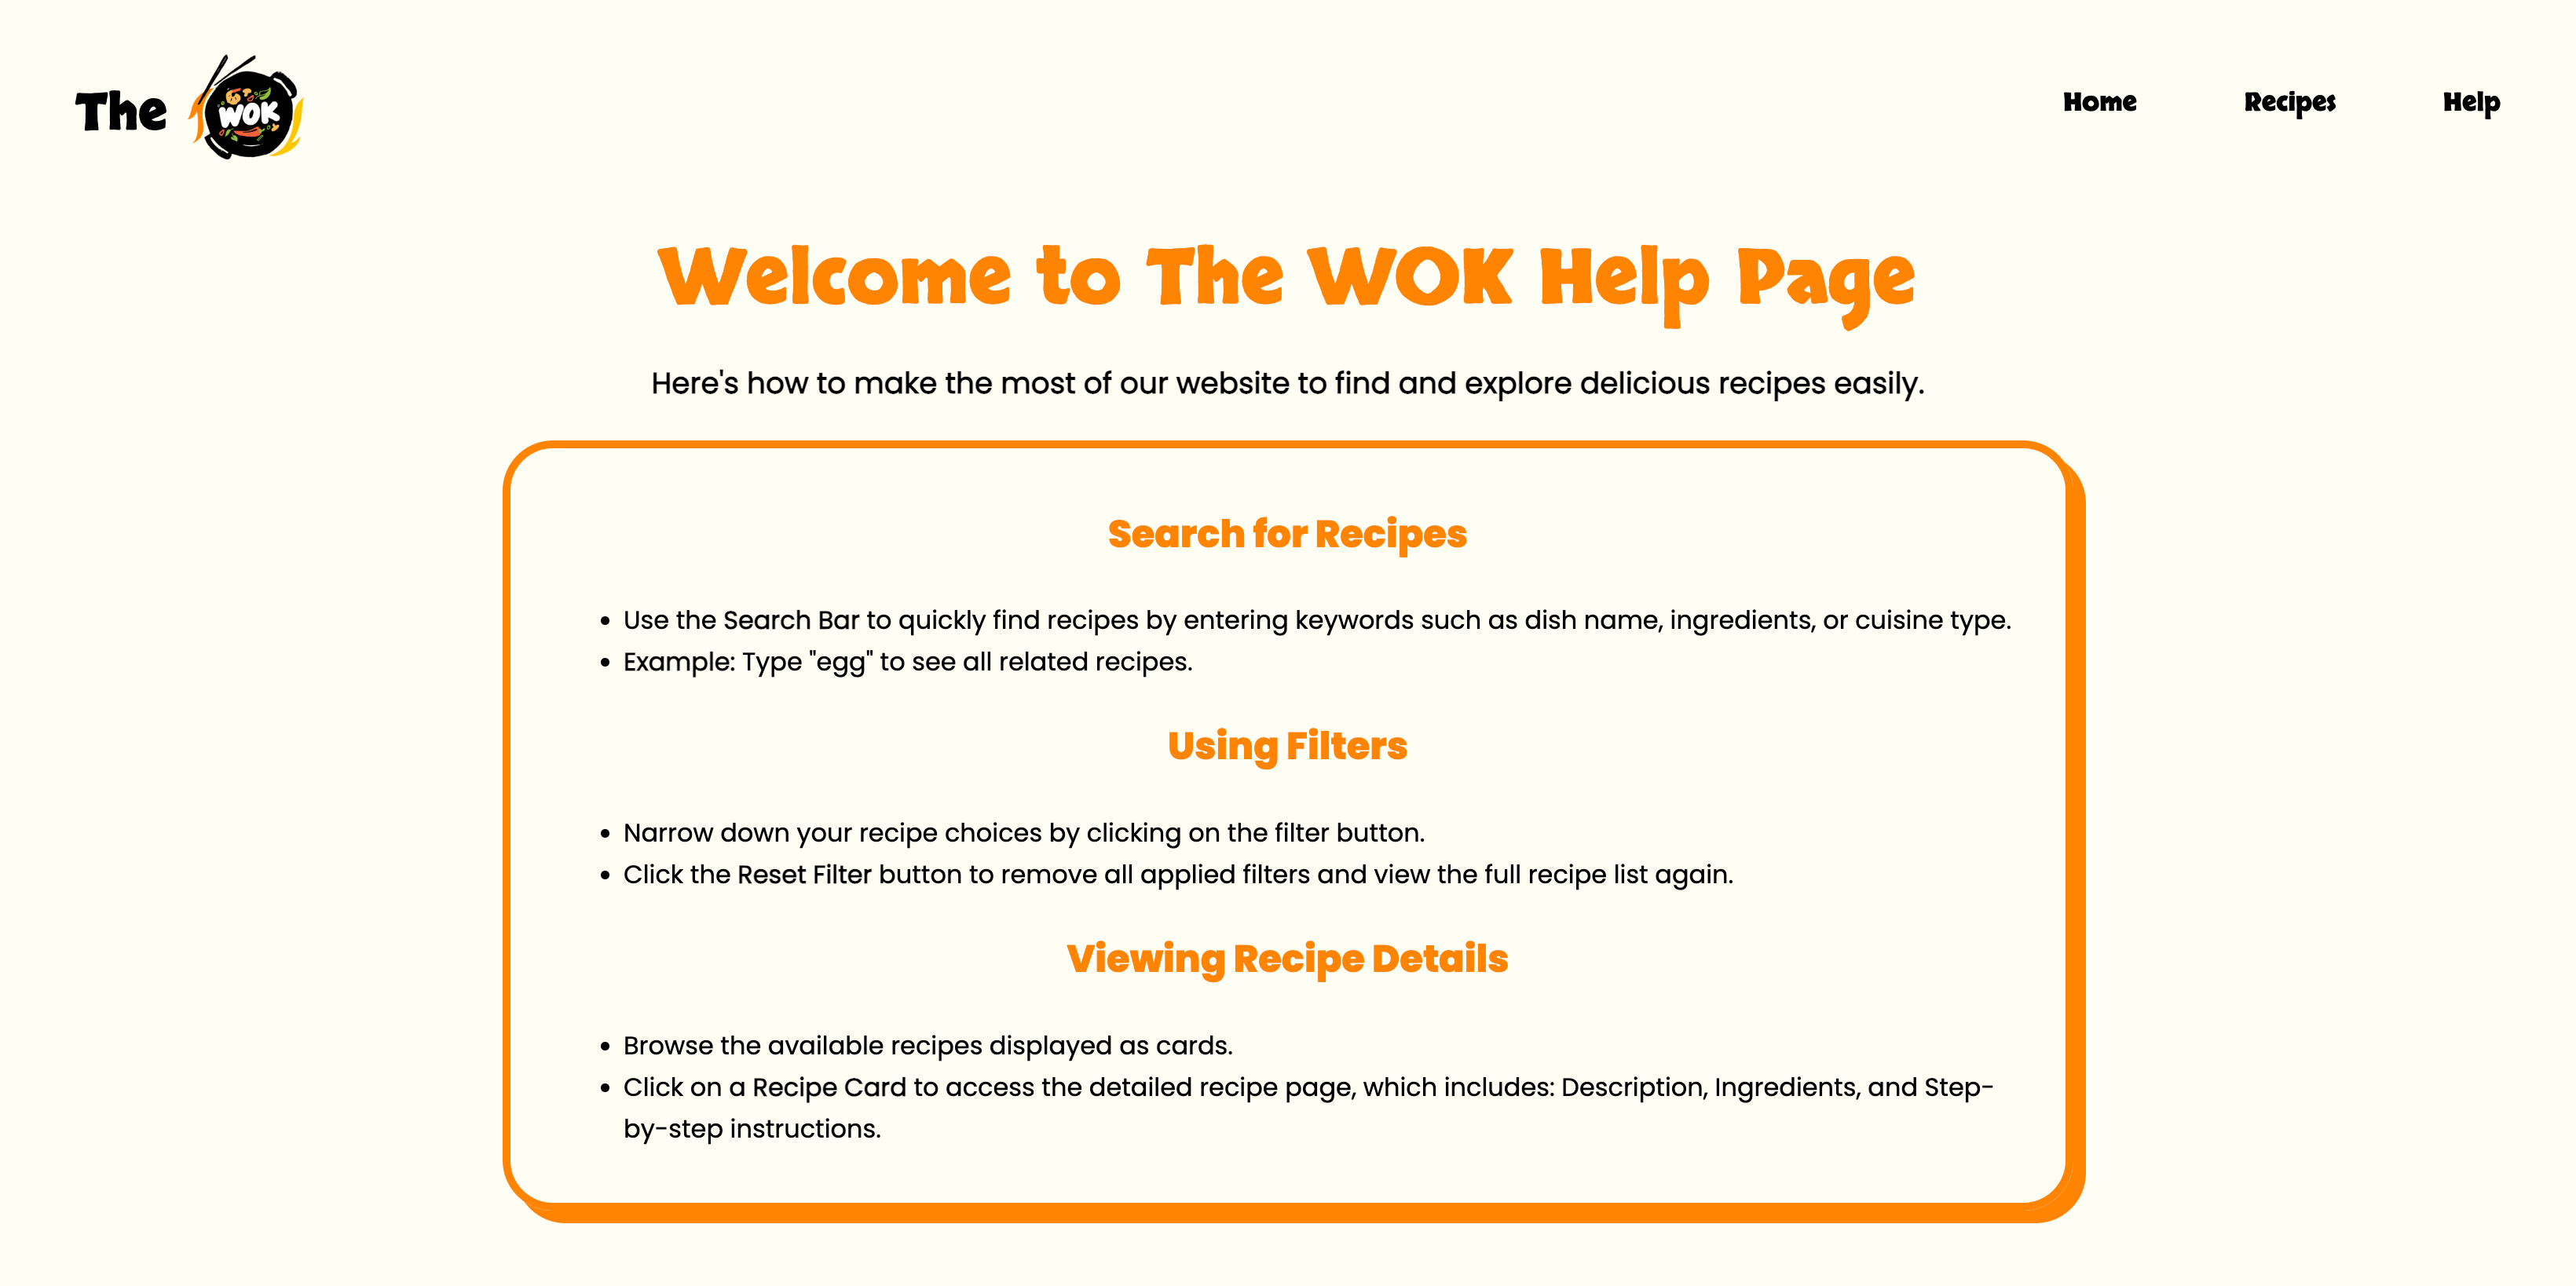 The WOK
Home Recipes Help
Welcome to The WOK Help Page
Here's how to make the most of our website to find and explore delicious recipes easily.
Search for Recipes
• Use the Search Bar to quickly find recipes by entering keywords such as dish name, ingredients, or cuisine type.
• Example: Type "egg" to see all related recipes.
Using Filters
• Narrow down your recipe choices by clicking on the filter button.
• Click the Reset Filter button to remove all applied filters and view the full recipe list again.
Viewing Recipe Details
• Browse the available recipes displayed as cards.
• Click on a Recipe Card to access the detailed recipe page, which includes: Description, Ingredients, and Step-
by-step instructions.